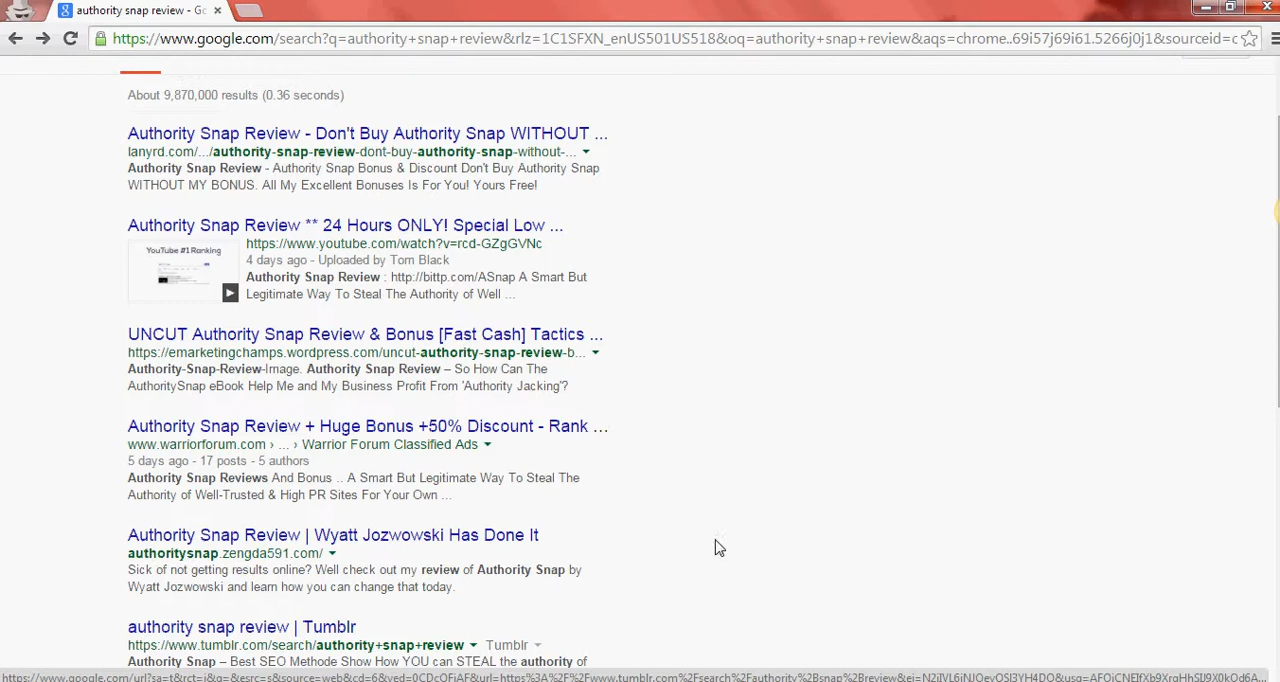 authority snap review - Go
https://www.google.com/search?q=authority+snap+review&rlz=1C1SFXN_enUS501US518&oq=authority+snap+review&aqs=chrome..69i57j69i61.5266j0j1&sourceid=c
About 9,870,000 results (0.36 seconds)
Authority Snap Review - Don't Buy Authority Snap WITHOUT ...
lanyrd.com/.../authority-snap-review-dont-buy-authority-snap-without-...
Authority Snap Review - Authority Snap Bonus & Discount Don't Buy Authority Snap
WITHOUT MY BONUS. All My Excellent Bonuses Is For You! Yours Free!
Authority Snap Review ** 24 Hours ONLY! Special Low ...
YouTube #1 Ranking
https://www.youtube.com/watch?v=rcd-GZgGVNc
4 days ago - Uploaded by Tom Black
Authority Snap Review : http://bittp.com/ASnap A Smart But
Legitimate Way To Steal The Authority of Well ...
UNCUT Authority Snap Review & Bonus [Fast Cash] Tactics ...
https://emarketingchamps.wordpress.com/uncut-authority-snap-review-b...
Authority-Snap-Review-Image. Authority Snap Review – So How Can The
AuthoritySnap eBook Help Me and My Business Profit From 'Authority Jacking'?
Authority Snap Review + Huge Bonus +50% Discount - Rank ...
www.warriorforum.com › ... › Warrior Forum Classified Ads
5 days ago - 17 posts - 5 authors
Authority Snap Reviews And Bonus .. A Smart But Legitimate Way To Steal The
Authority of Well-Trusted & High PR Sites For Your Own ...
Authority Snap Review | Wyatt Jozwowski Has Done It
authoritysnap.zengda591.com/
Sick of not getting results online? Well check out my review of Authority Snap by
Wyatt Jozwowski and learn how you can change that today.
authority snap review | Tumblr
https://www.tumblr.com/search/authority+snap+review Tumblr
Authority Snap – Best SEO Methode Show How YOU can STEAL the authority of